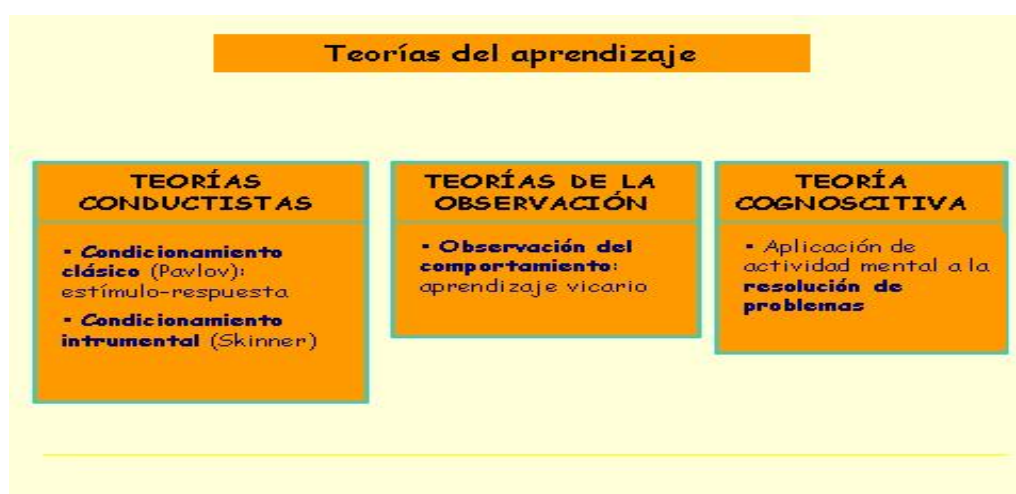 Teorías del aprendizaje
TEORÍAS
CONDUCTISTAS
▪ Condicionamiento
clásico (Pavlov):
estímulo-respuesta
▪ Condicionamiento
intrumental (Skinner)
TEORÍAS DE LA
OBSERVACIÓN
▪ Observación del
comportamiento:
aprendizaje vicario
TEORÍA
COGNOSCITIVA
▪ Aplicación de
actividad mental a la
resolución de
problemas